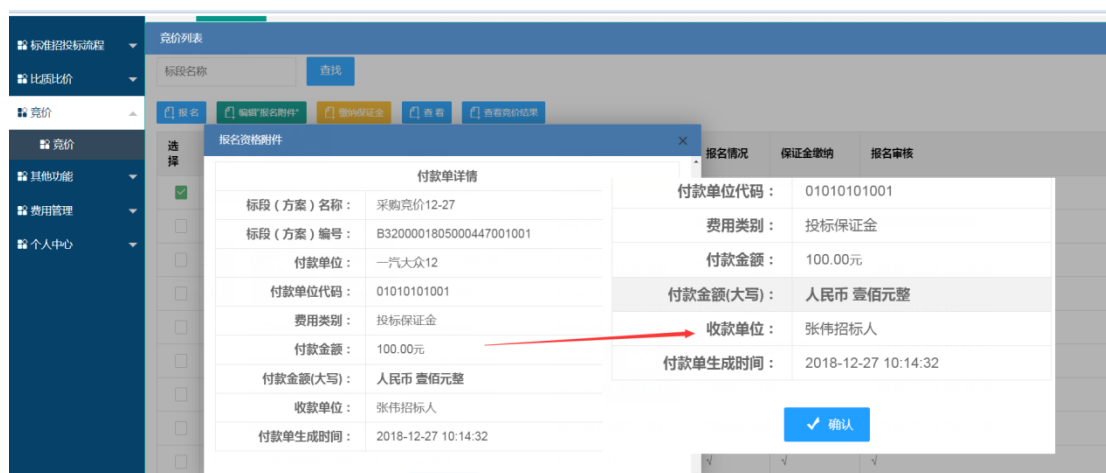 标准招投标流程
比质比价
竞价
竞价
其他功能
费用管理
个人中心
竞价列表
标段名称
查找
报名
编辑"报名附件"
缴纳保证金
查看
查看竞价结果
选择
报名情况
保证金缴纳
报名审核
报名资格附件
付款单详情
标段（方案）名称： 采购竞价12-27
标段（方案）编号： B3200001805000447001001
付款单位： 一汽大众12
付款单位代码： 01010101001
费用类别： 投标保证金
付款金额： 100.00元
付款金额(大写)： 人民币 壹佰元整
收款单位： 张伟招标人
付款单生成时间： 2018-12-27 10:14:32
付款单位代码： 01010101001
费用类别： 投标保证金
付款金额： 100.00元
付款金额(大写)： 人民币 壹佰元整
收款单位： 张伟招标人
付款单生成时间： 2018-12-27 10:14:32
确认
√ √ √